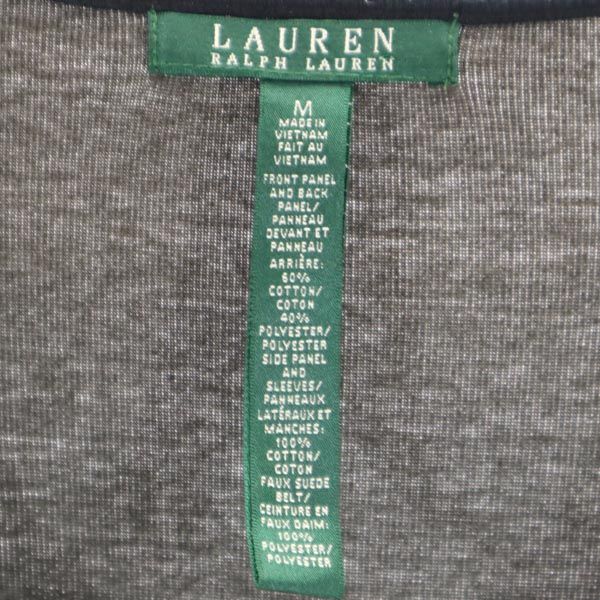 LAUREN
RALPH LAUREN
M
MADE IN
VIETNAM
FAIT AU
VIETNAM
FRONT PANEL
AND BACK
PANEL/
PANNEAU
DEVANT ET
PANNEAU
ARRIÈRE:
60%
COTTON/
COTON
40%
POLYESTER/
POLYESTER
SIDE PANEL
AND
SLEEVES/
PANNEAUX
LATÉRAUX ET
MANCHES:
100%
COTTON/
COTON
FAUX SUEDE
BELT/
CEINTURE EN
FAUX DAIM:
100%
POLYESTER/
POLYESTER